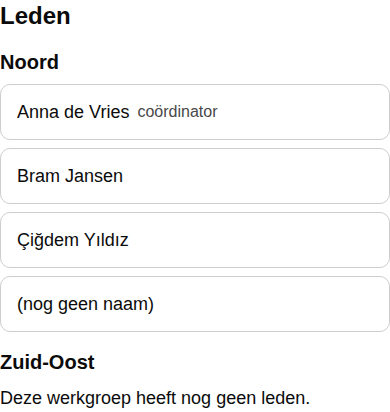 Leden
Noord
Anna de Vries coördinator
Bram Jansen
Çiğdem Yıldız
(nog geen naam)
Zuid-Oost
Deze werkgroep heeft nog geen leden.